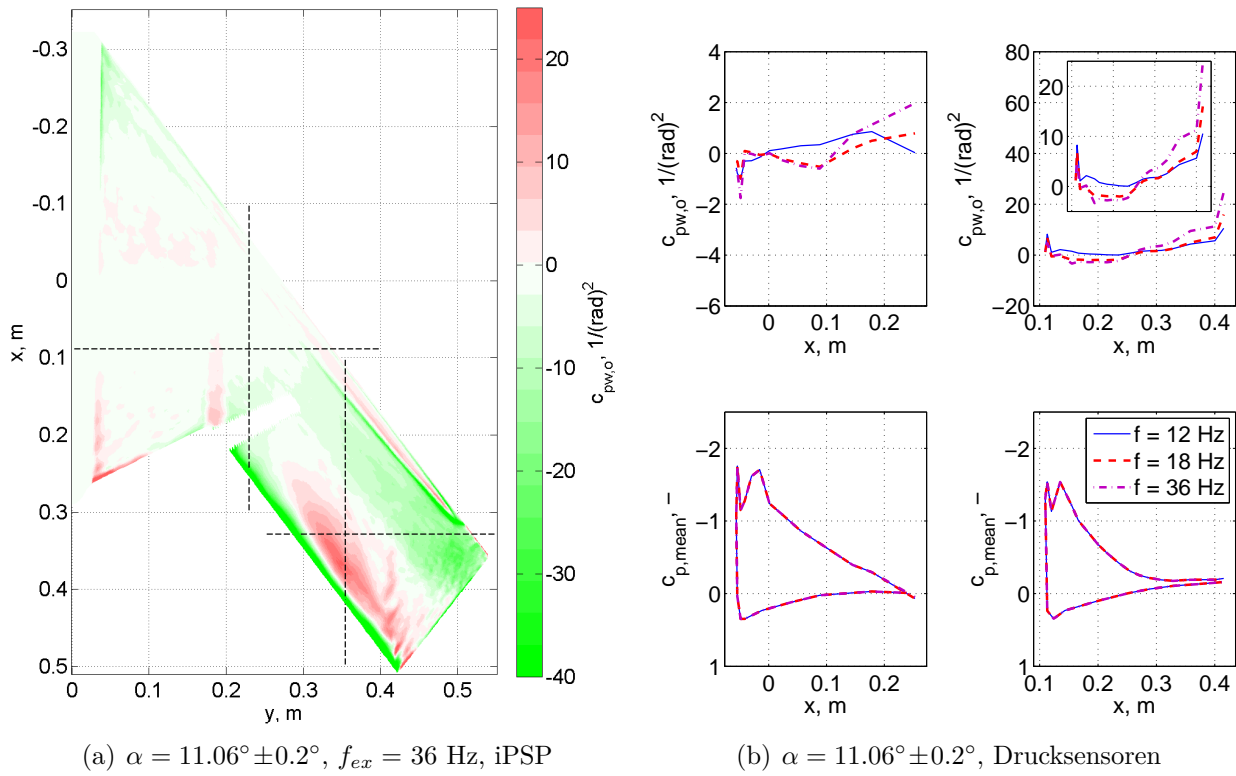 -0.3
-0.2
-0.1
0
0.1
0.2
0.3
0.4
0.5
x, m
0 0.1 0.2 0.3 0.4 0.5
y, m
20
10
0
-10
-20
-30
-40
c_{pw,o}, 1/(rad)^2
(a) α = 11.06° ±0.2°, f_{ex} = 36 Hz, iPSP
4
2
0
−2
−4
−6
c_{pw,o}, 1/(rad)^2
0 0.1 0.2
x, m
80
60
40
20
0
−20
c_{pw,o}, 1/(rad)^2
20
10
0
0.1 0.2 0.3 0.4
x, m
−2
−1
0
1
c_{p,mean}, −
0 0.1 0.2
x, m
−2
−1
0
1
c_{p,mean}, −
f = 12 Hz
f = 18 Hz
f = 36 Hz
0.1 0.2 0.3 0.4
x, m
(b) α = 11.06° ±0.2°, Drucksensoren